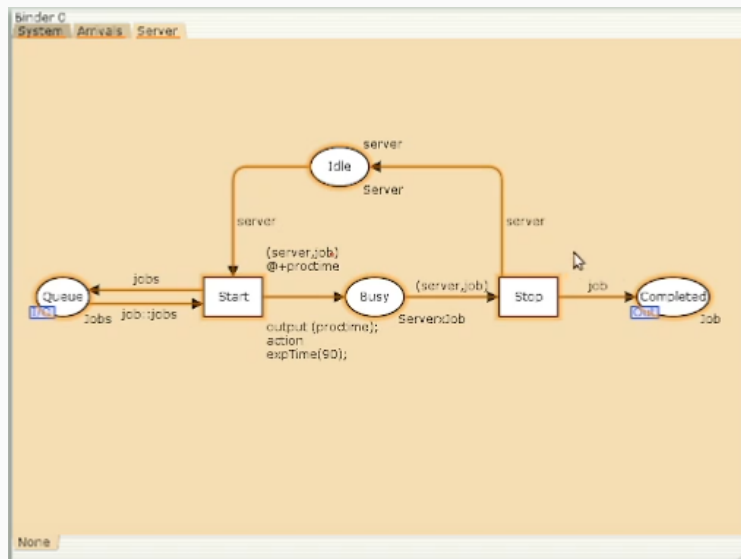 Binder 0
System Arrivals Server
server
Idle
Server
server
server
(server,job)
@+proctime
jobs
(server,job)
job
Queue
Start
Busy
Stop
Completed
In/Out
Out
Jobs
job::jobs
ServerxJob
Job
output (proctime);
action
expTime(90);
None